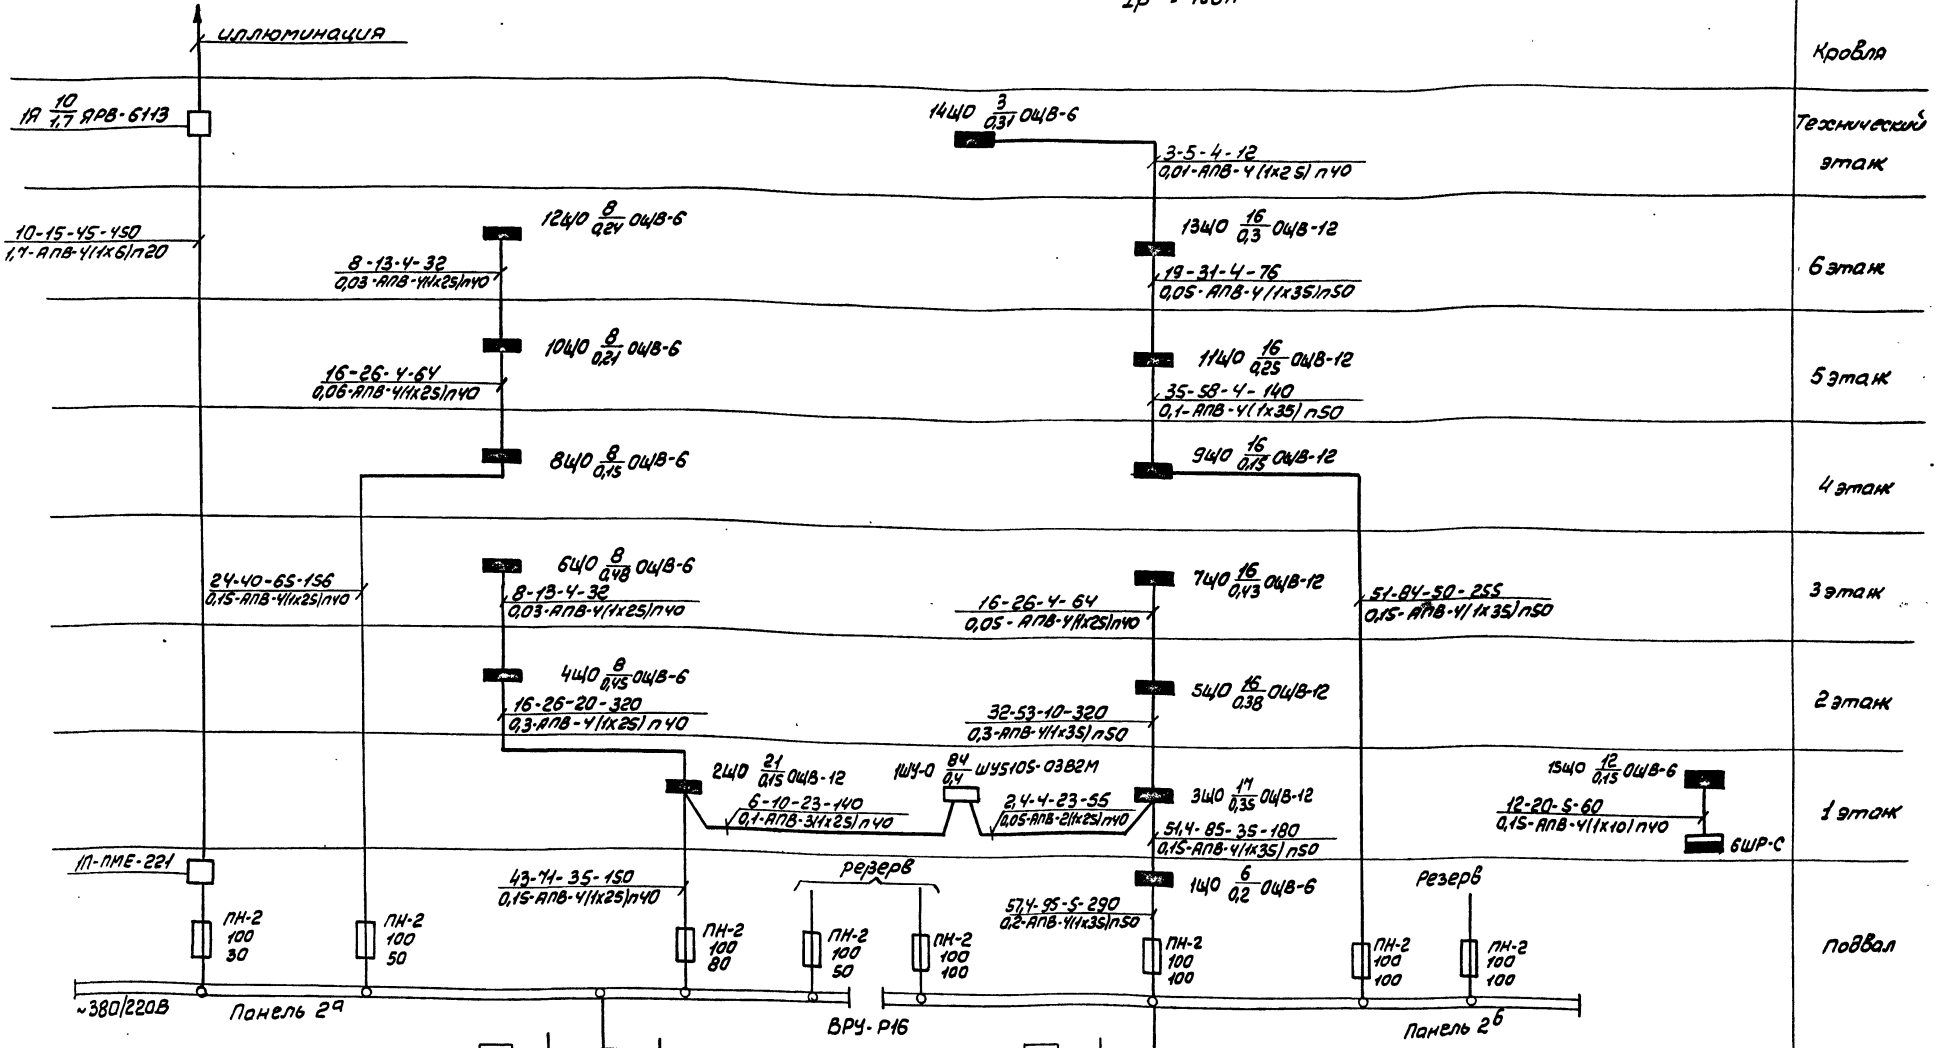 иллюминация
Кровля
1Я 10/1,7 ЯРВ-6113
14ЩО 3/0,31 ОЩВ-6
Технический
этаж
3-5-4-12
0,01-АПВ-4(1х25)п40
10-15-45-450
1,7-АПВ-4(1х6)п20
12ЩО 8/0,24 ОЩВ-6
8-13-4-32
0,03-АПВ-4(1х25)п40
13ЩО 16/0,3 ОЩВ-12
19-31-4-76
0,05-АПВ-4(1х35)п50
6 этаж
10ЩО 8/0,21 ОЩВ-6
16-26-4-64
0,06-АПВ-4(1х25)п40
11ЩО 16/0,25 ОЩВ-12
35-58-4-140
0,1-АПВ-4(1х35)п50
5 этаж
8ЩО 8/0,15 ОЩВ-6
9ЩО 16/0,15 ОЩВ-12
4 этаж
24-40-65-156
0,15-АПВ-4(1х25)п40
6ЩО 8/0,48 ОЩВ-6
8-13-4-32
0,03-АПВ-4(1х25)п40
7ЩО 16/0,43 ОЩВ-12
16-26-4-64
0,05-АПВ-4(1х25)п40
51-84-50-255
0,15-АПВ-4(1х35)п50
3 этаж
4ЩО 8/0,45 ОЩВ-6
16-26-20-320
0,3-АПВ-4(1х25)п40
5ЩО 16/0,38 ОЩВ-12
32-53-10-320
0,3-АПВ-4(1х35)п50
2 этаж
2ЩО 21/0,15 ОЩВ-12
6-10-23-140
0,1-АПВ-3(1х25)п40
1ШУ-О 84/0,4 ШУ5105-03В2М
2,4-4-23-55
0,05-АПВ-2(1х25)п40
3ЩО 17/0,35 ОЩВ-12
51,4-85-35-180
0,15-АПВ-4(1х35)п50
15ЩО 12/0,15 ОЩВ-6
12-20-5-60
0,15-АПВ-4(1х10)п40
6ШР-С
1 этаж
1П-ПМЕ-221
43-71-35-150
0,15-АПВ-4(1х25)п40
резерв
1ЩО 6/0,2 ОЩВ-6
57,4-95-5-290
0,2-АПВ-4(1х35)п50
Резерв
ПН-2
100
30
ПН-2
100
50
ПН-2
100
80
ПН-2
100
50
ПН-2
100
100
ПН-2
100
100
ПН-2
100
100
ПН-2
100
100
Подвал
~380/220В
Панель 2а
ВРУ-Р16
Панель 2б